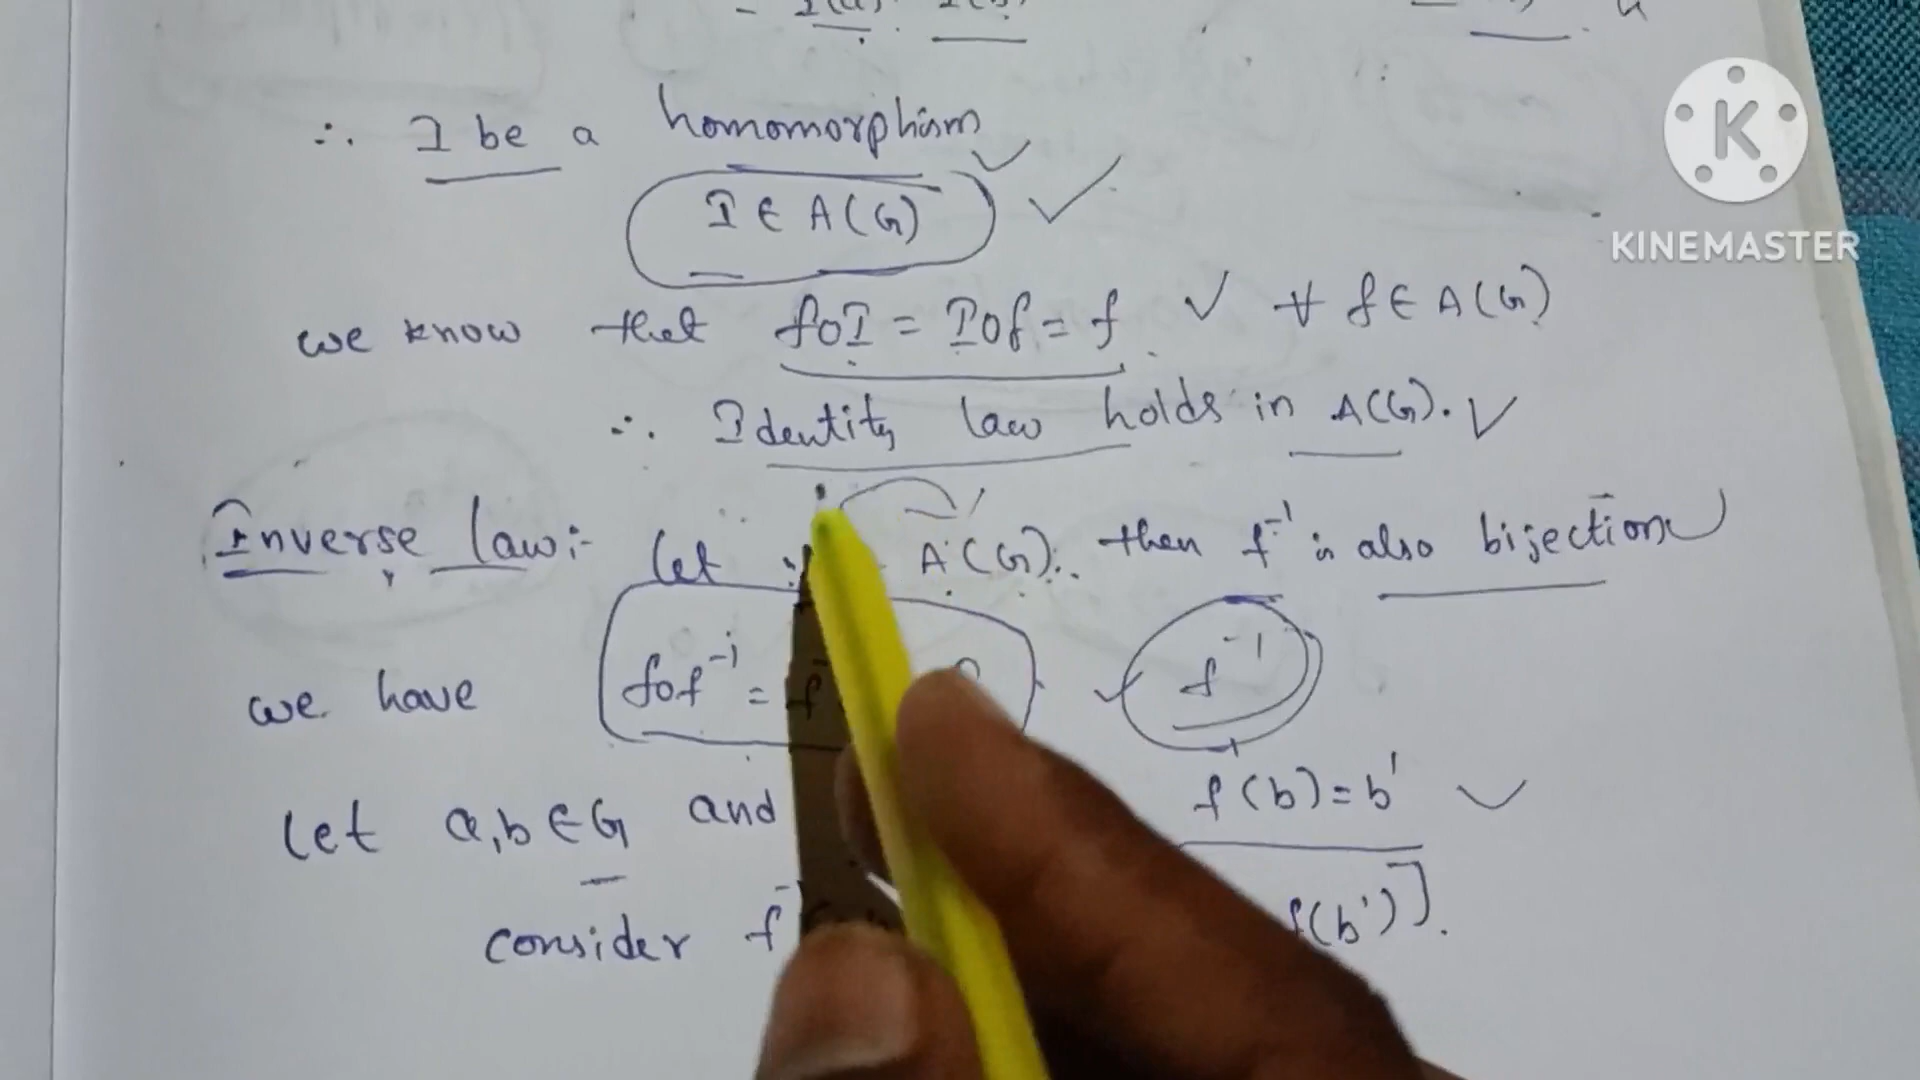 ∴ I be a homomorphism
I ∈ A(G)
K
KINEMASTER
we know that foI = Iof = f ∀ f ∈ A(G)
∴ Identity law holds in A(G).
Inverse law:- Let A(G). then f⁻¹ is also bijection
we have fof⁻¹ = f f⁻¹
Let a,b ∈ G and f(b) = b'
consider f f(b')].